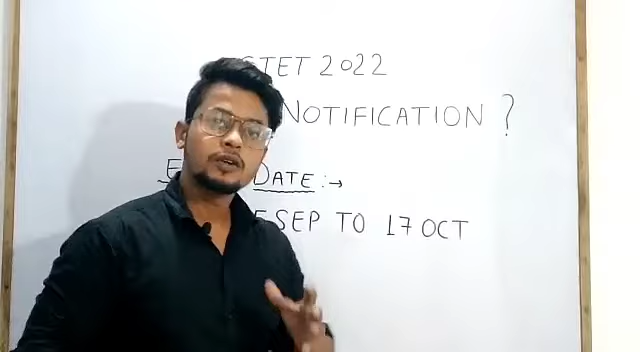 TET 2022
NOTIFICATION ?
E DATE :→
SEP TO 17 OCT